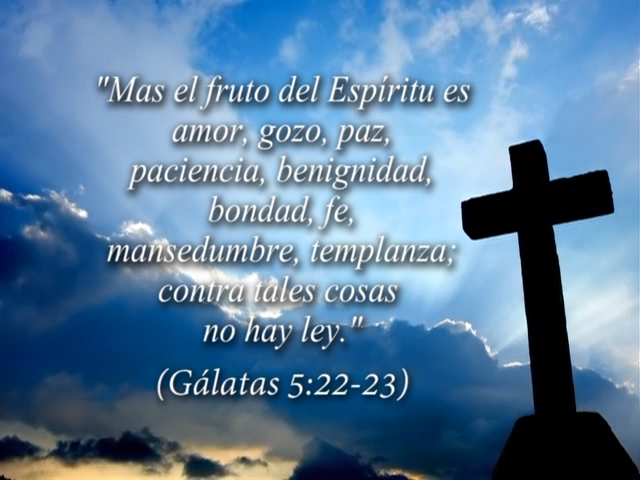 "Mas el fruto del Espíritu es
amor, gozo, paz,
paciencia, benignidad,
bondad, fe,
mansedumbre, templanza;
contra tales cosas
no hay ley."
(Gálatas 5:22-23)